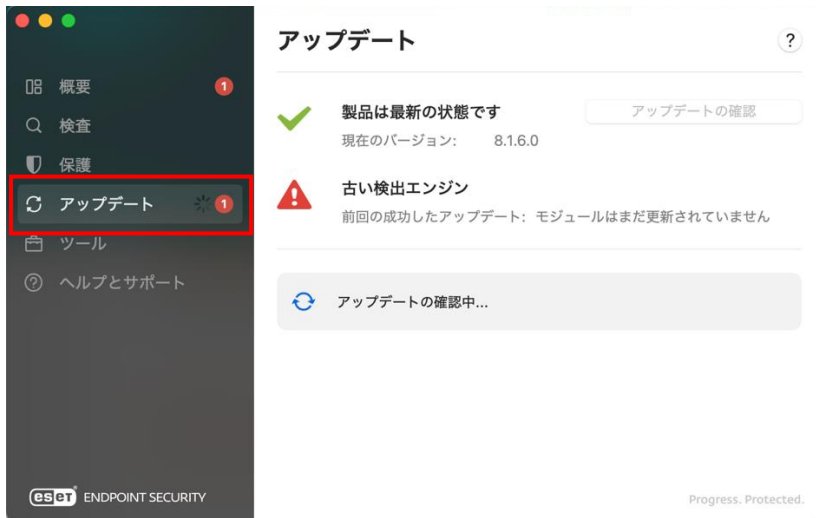 アップデート
?
概要 1
検査
保護
アップデート 1
ツール
ヘルプとサポート
製品は最新の状態です
アップデートの確認
現在のバージョン: 8.1.6.0
古い検出エンジン
前回の成功したアップデート: モジュールはまだ更新されていません
アップデートの確認中...
eset ENDPOINT SECURITY
Progress. Protected.